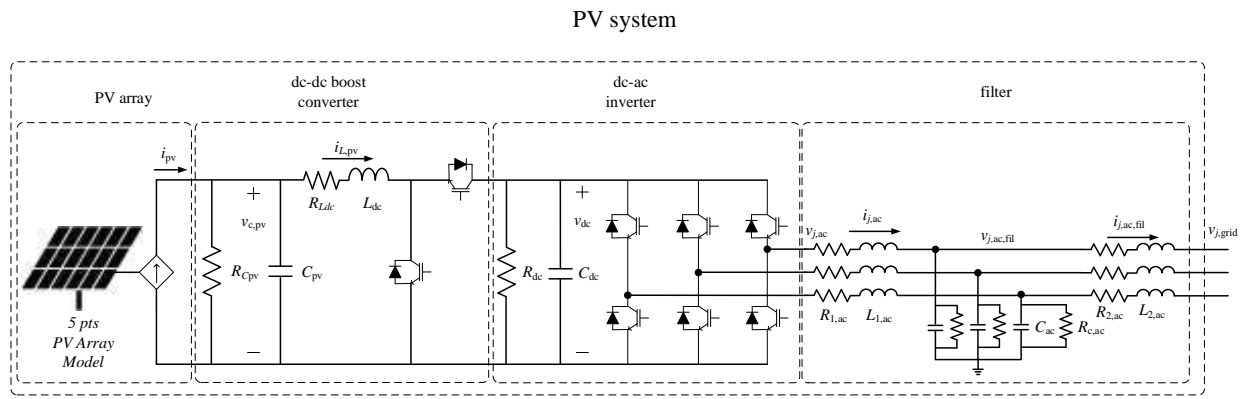 PV system
PV array
dc-dc boost
converter
dc-ac
inverter
filter
i_pv
i_L,pv
R_Ldc
L_dc
+
v_c,pv
−
R_Cpv
C_pv
5 pts
PV Array
Model
R_dc
+
v_dc
−
C_dc
v_j,ac
i_j,ac
R_1,ac
L_1,ac
v_j,ac,fil
C_ac
R_c,ac
i_j,ac,fil
R_2,ac
L_2,ac
v_j,grid